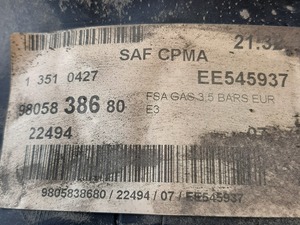 SAF CPMA 21:32
1 351 0427 EE545937
98058 386 80 FSA GAS 3,5 BARS EUR
E3
22494 07
9805838680 / 22494 / 07 / EE545937